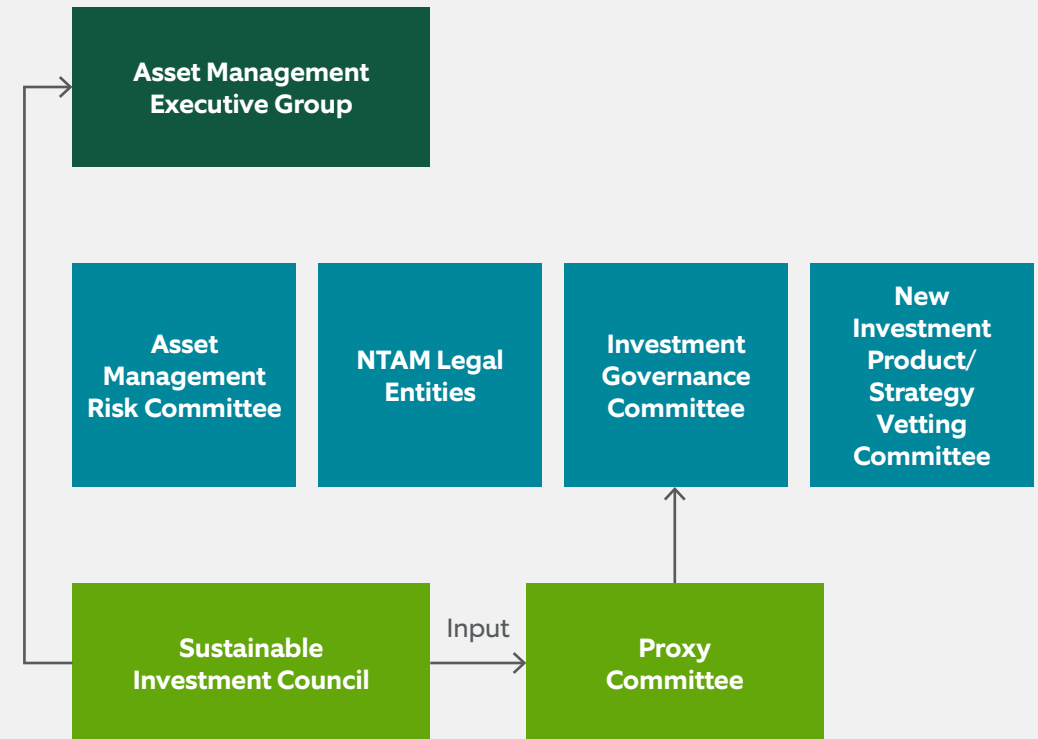 Asset Management
Executive Group
Asset
Management
Risk Committee
NTAM Legal
Entities
Investment
Governance
Committee
New
Investment
Product/
Strategy
Vetting
Committee
Sustainable
Investment Council
Input
Proxy
Committee